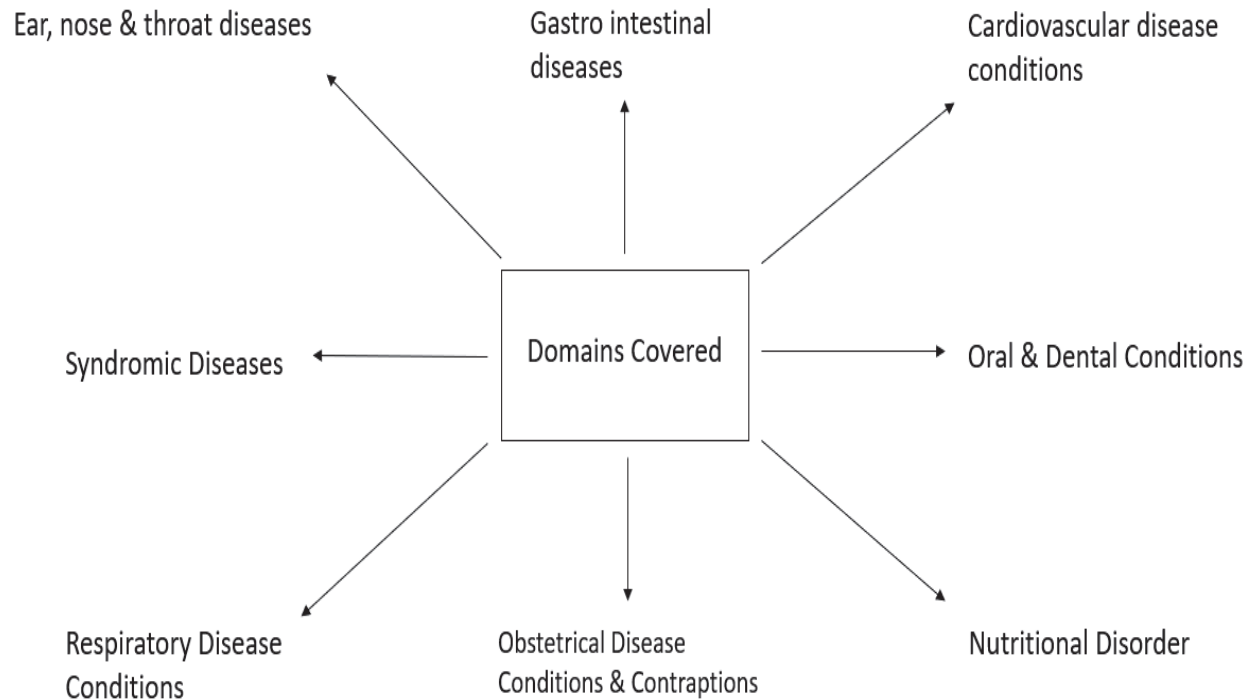 Ear, nose & throat diseases
Gastro intestinal
diseases
Cardiovascular disease
conditions
Syndromic Diseases
Domains Covered
Oral & Dental Conditions
Respiratory Disease
Conditions
Obstetrical Disease
Conditions & Contraptions
Nutritional Disorder